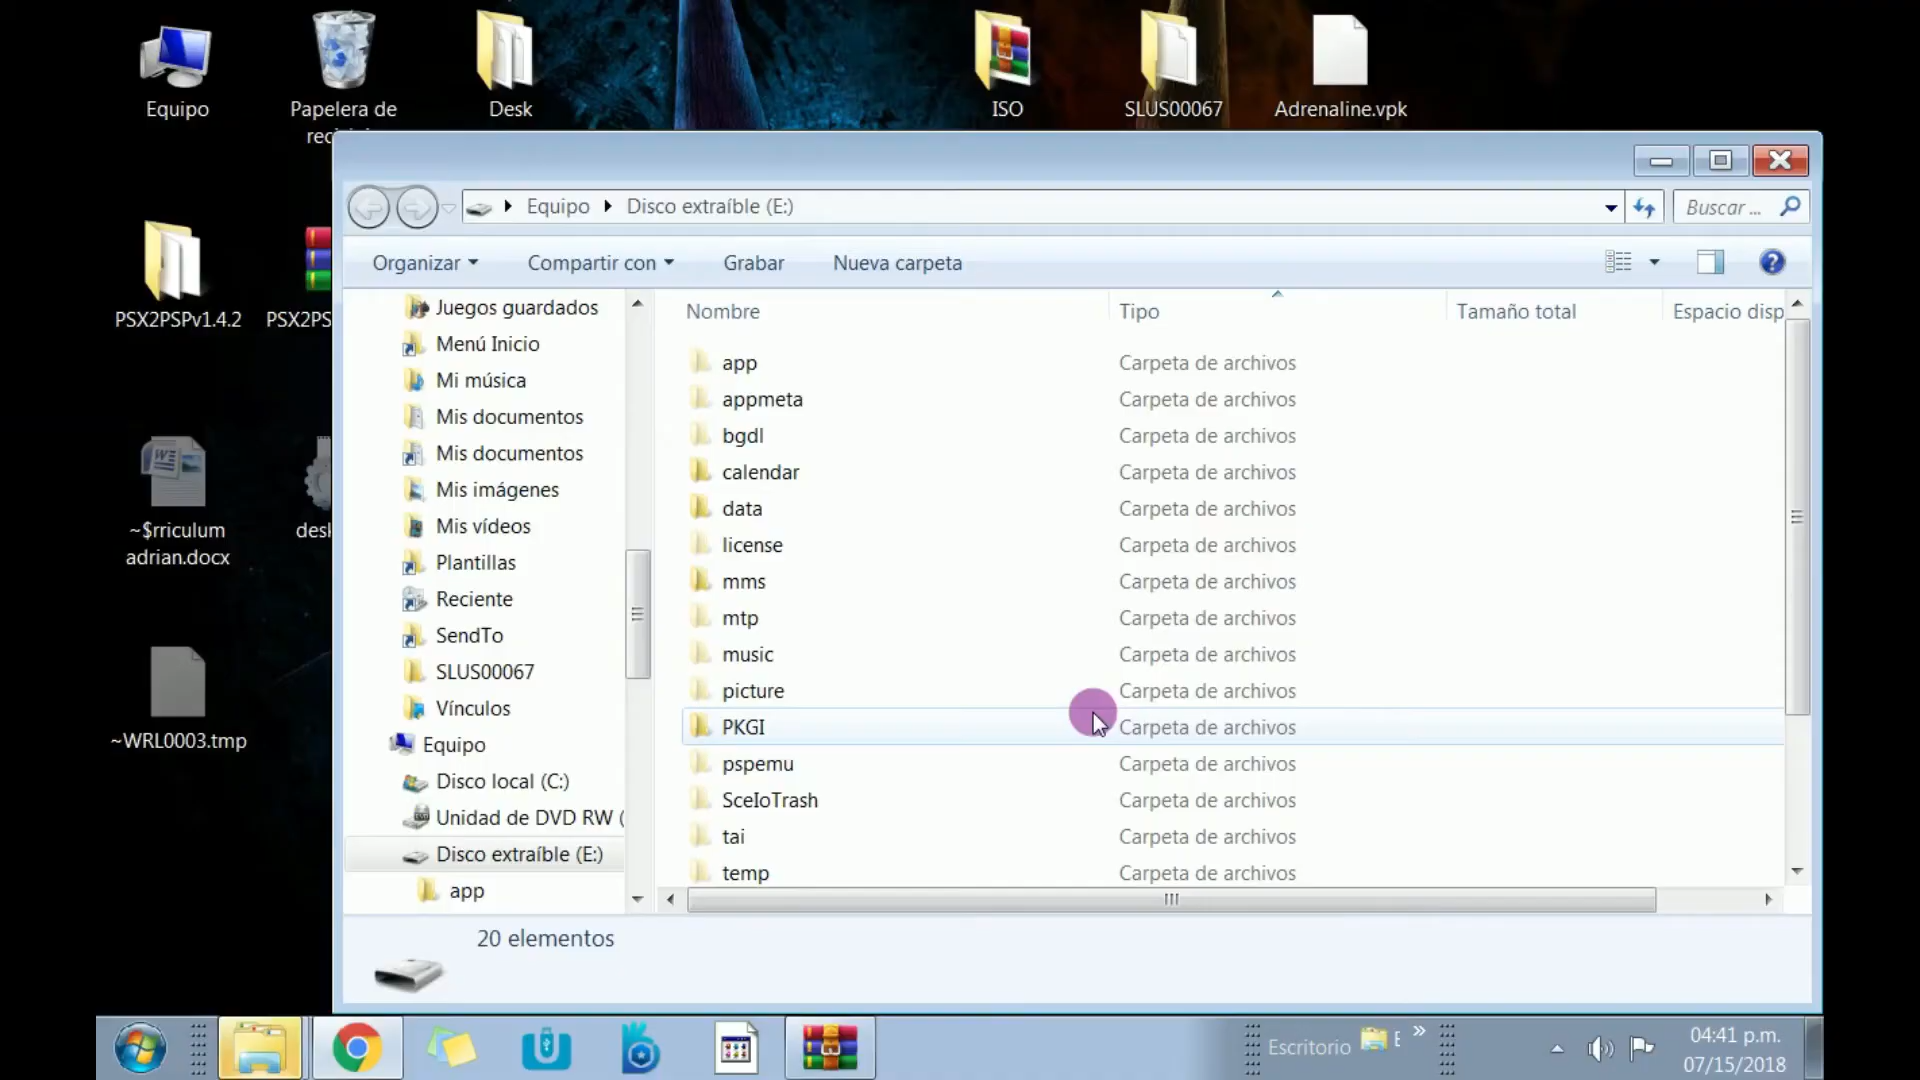 Equipo
Papelera de
Desk
ISO
SLUS00067
Adrenaline.vpk
PSX2PSPv1.4.2
PSX2PS
~$rriculum
adrian.docx
desk
~WRL0003.tmp
Equipo
Disco extraíble (E:)
Buscar ...
Organizar
Compartir con
Grabar
Nueva carpeta
Juegos guardados
Menú Inicio
Mi música
Mis documentos
Mis documentos
Mis imágenes
Mis vídeos
Plantillas
Reciente
SendTo
SLUS00067
Vínculos
Equipo
Disco local (C:)
Unidad de DVD RW (
Disco extraíble (E:)
app
Nombre
Tipo
Tamaño total
Espacio disp
app Carpeta de archivos
appmeta Carpeta de archivos
bgdl Carpeta de archivos
calendar Carpeta de archivos
data Carpeta de archivos
license Carpeta de archivos
mms Carpeta de archivos
mtp Carpeta de archivos
music Carpeta de archivos
picture Carpeta de archivos
PKGI Carpeta de archivos
pspemu Carpeta de archivos
SceIoTrash Carpeta de archivos
tai Carpeta de archivos
temp Carpeta de archivos
20 elementos
Escritorio
E
»
04:41 p.m.
07/15/2018